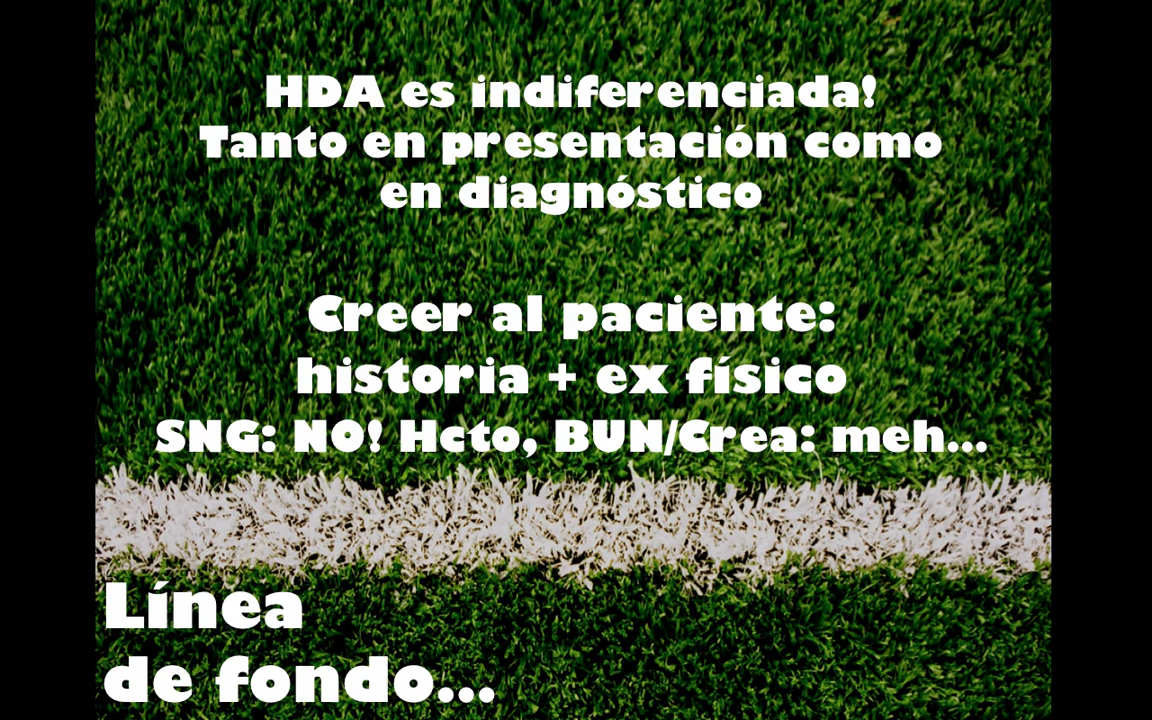 HDA es indiferenciada!
Tanto en presentación como
en diagnóstico
Creer al paciente:
historia + ex físico
SNG: NO! Hcto, BUN/Crea: meh...
Línea
de fondo...